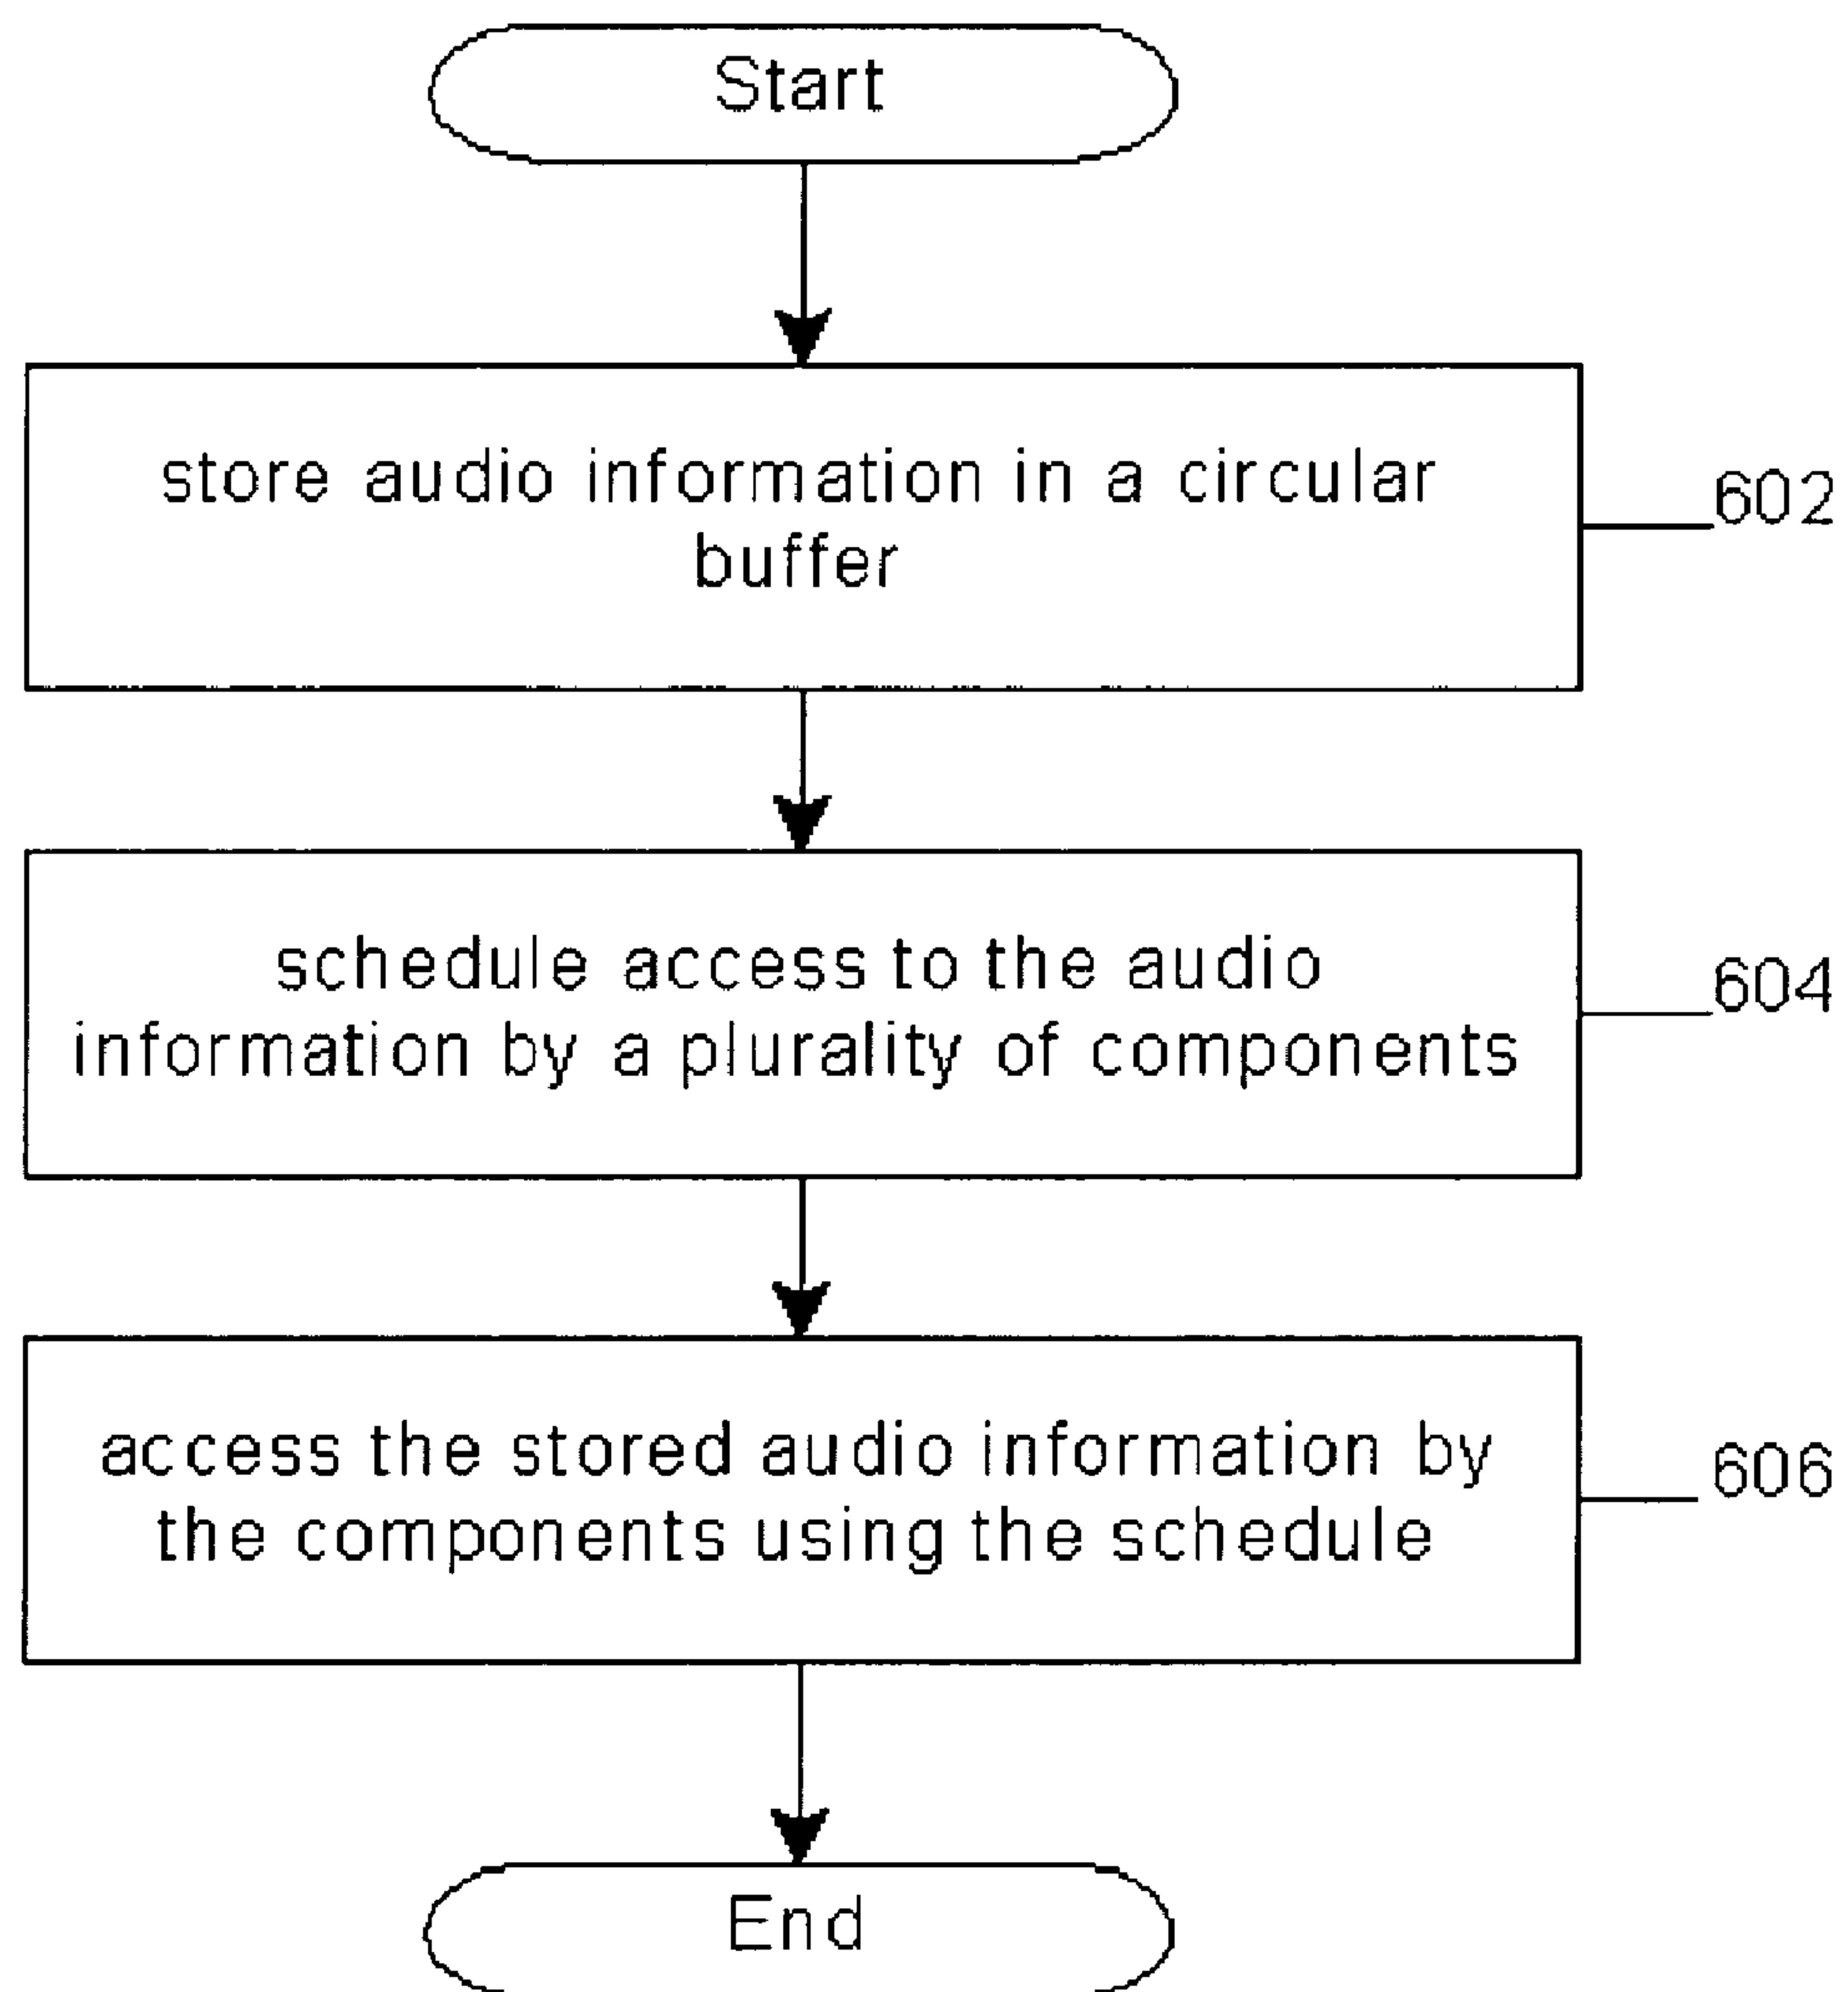 Start
store audio information in a circular
buffer
602
schedule access to the audio
information by a plurality of components
604
access the stored audio information by
the components using the schedule
606
End